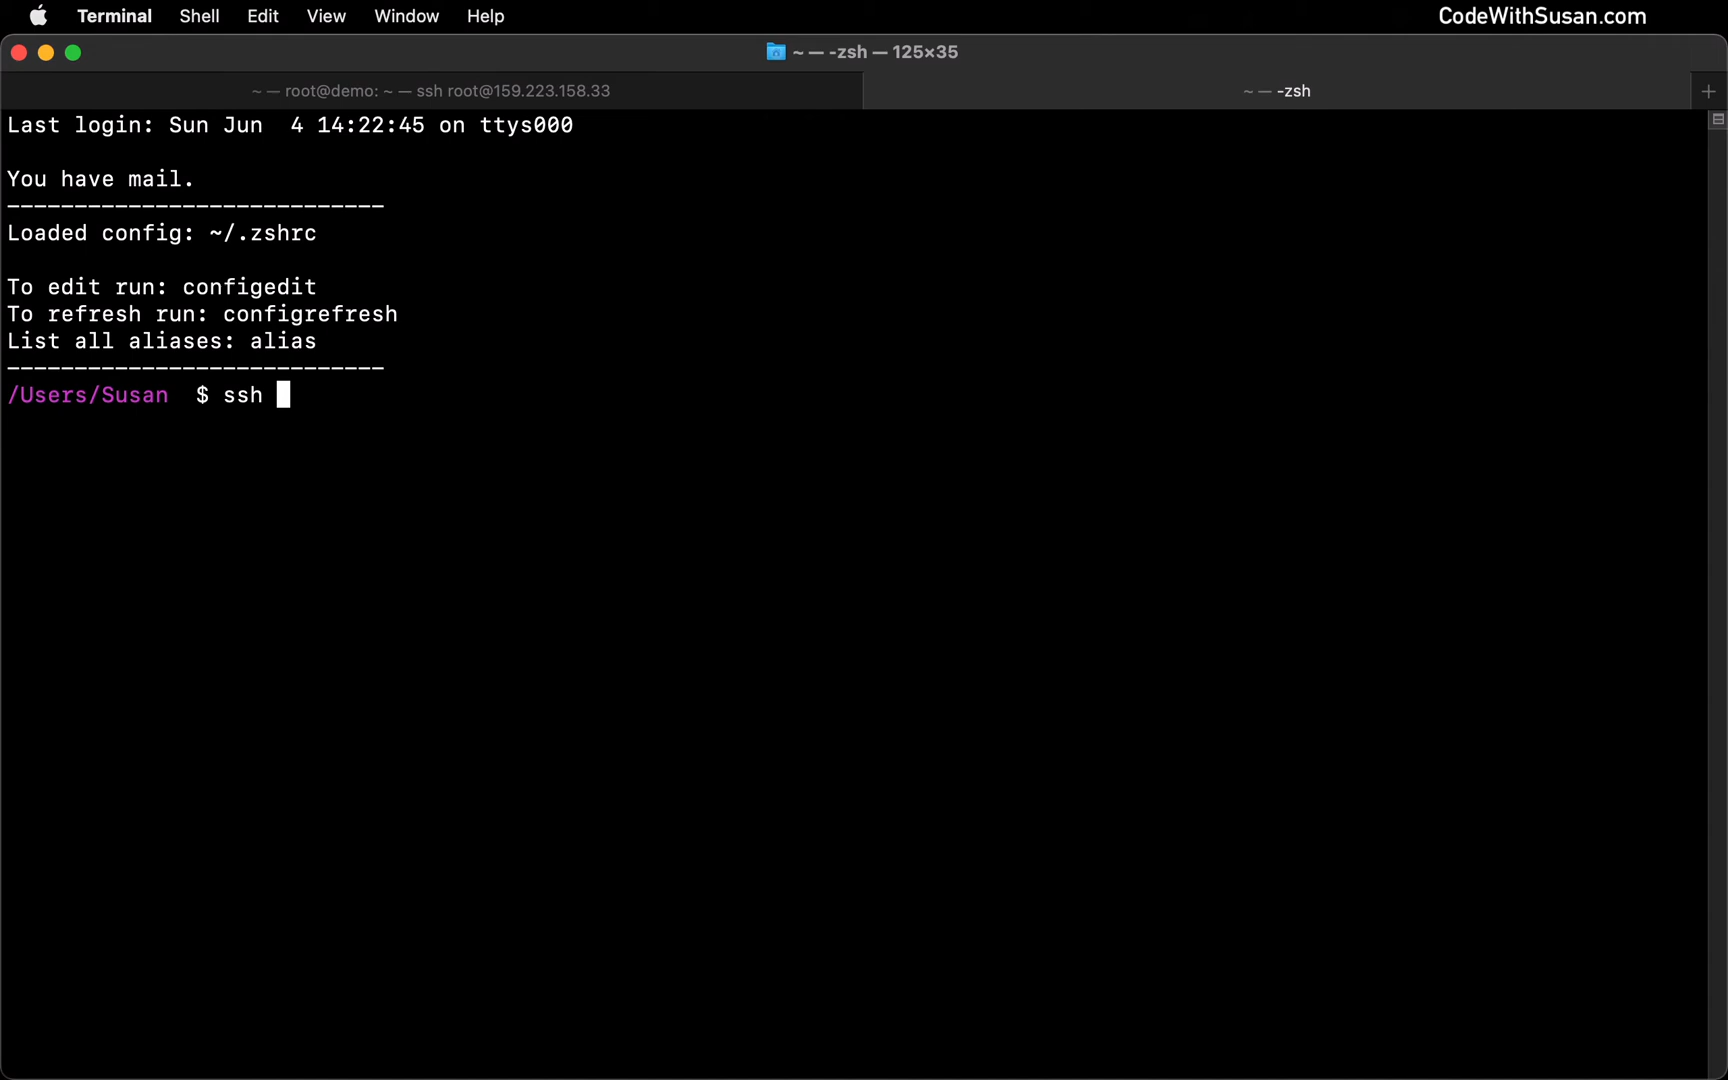 Terminal Shell Edit View Window Help CodeWithSusan.com
~ — -zsh — 125×35
~ — root@demo: ~ — ssh root@159.223.158.33 ~ — -zsh +
Last login: Sun Jun  4 14:22:45 on ttys000
You have mail.
----------------------------
Loaded config: ~/.zshrc
To edit run: configedit
To refresh run: configrefresh
List all aliases: alias
----------------------------
/Users/Susan  $ ssh